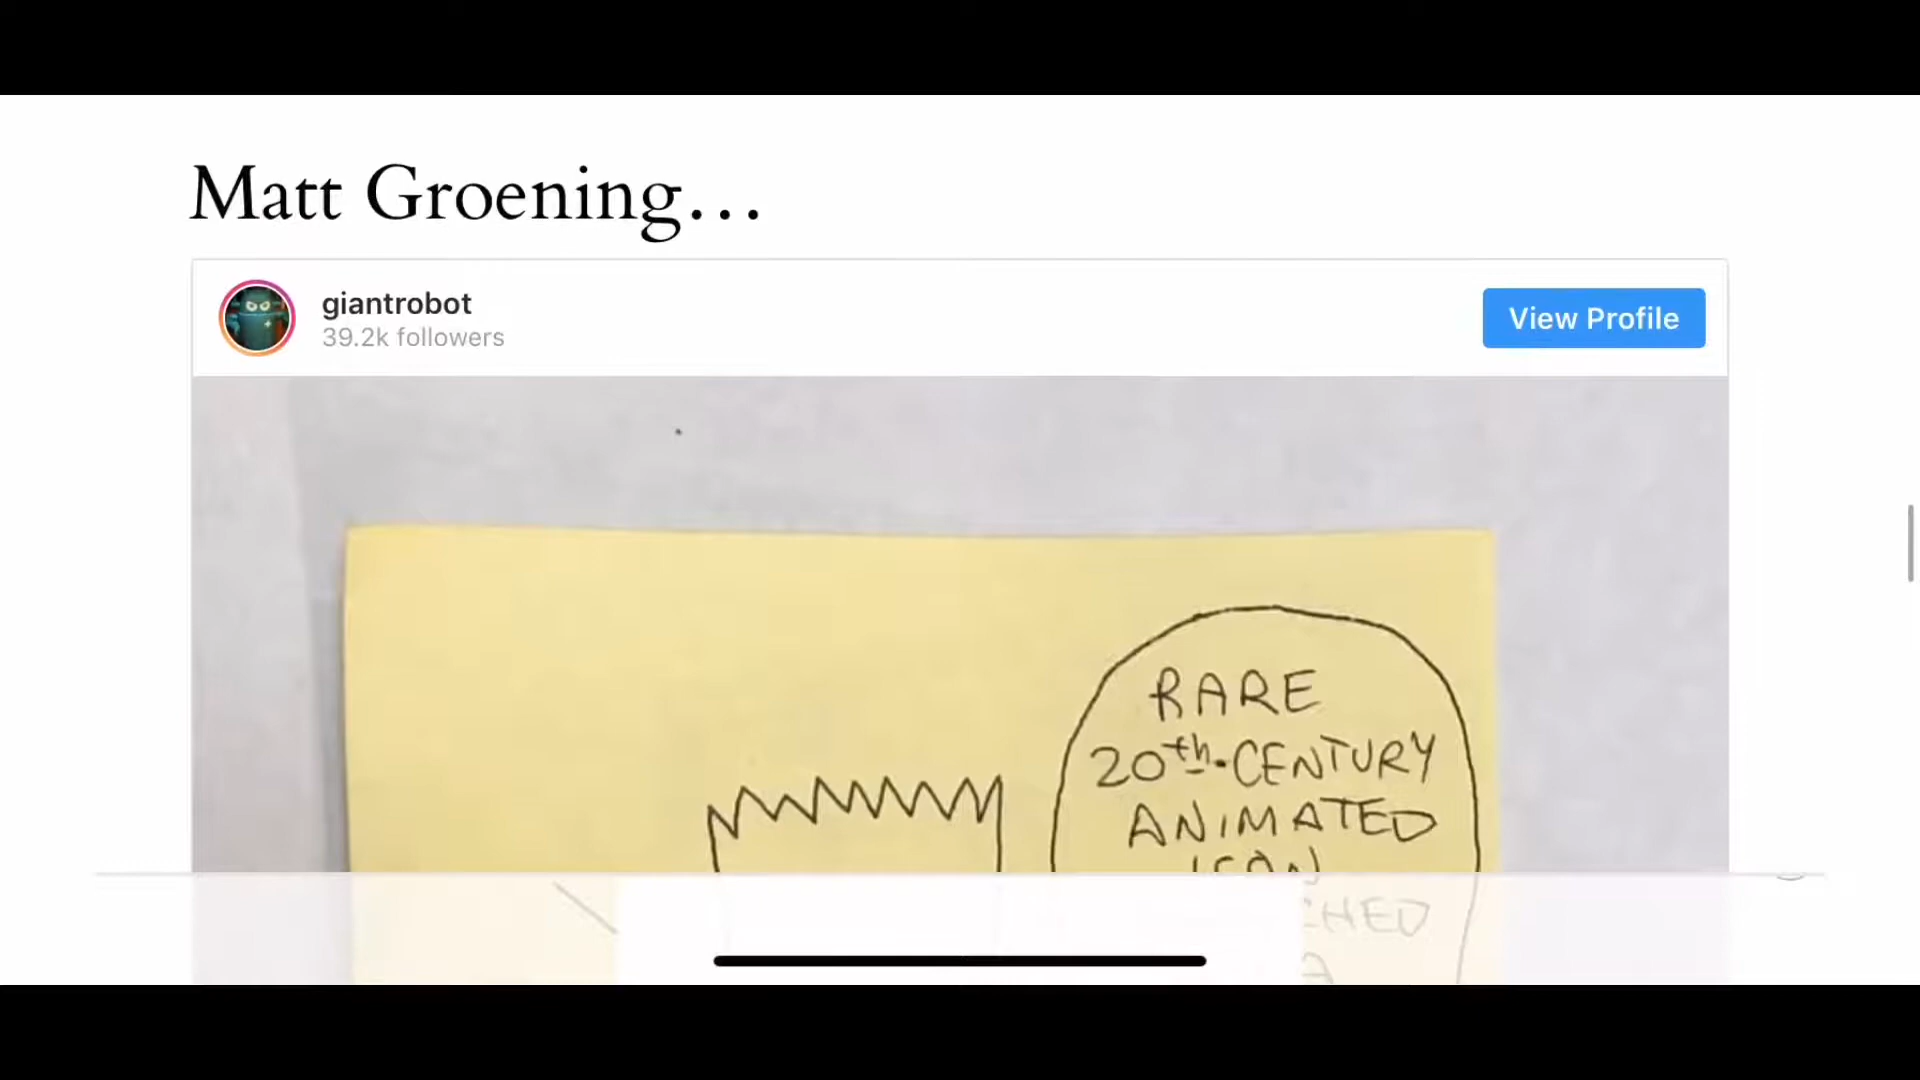 Matt Groening...
giantrobot
39.2k followers
View Profile
RARE
20th-CENTURY
ANIMATED